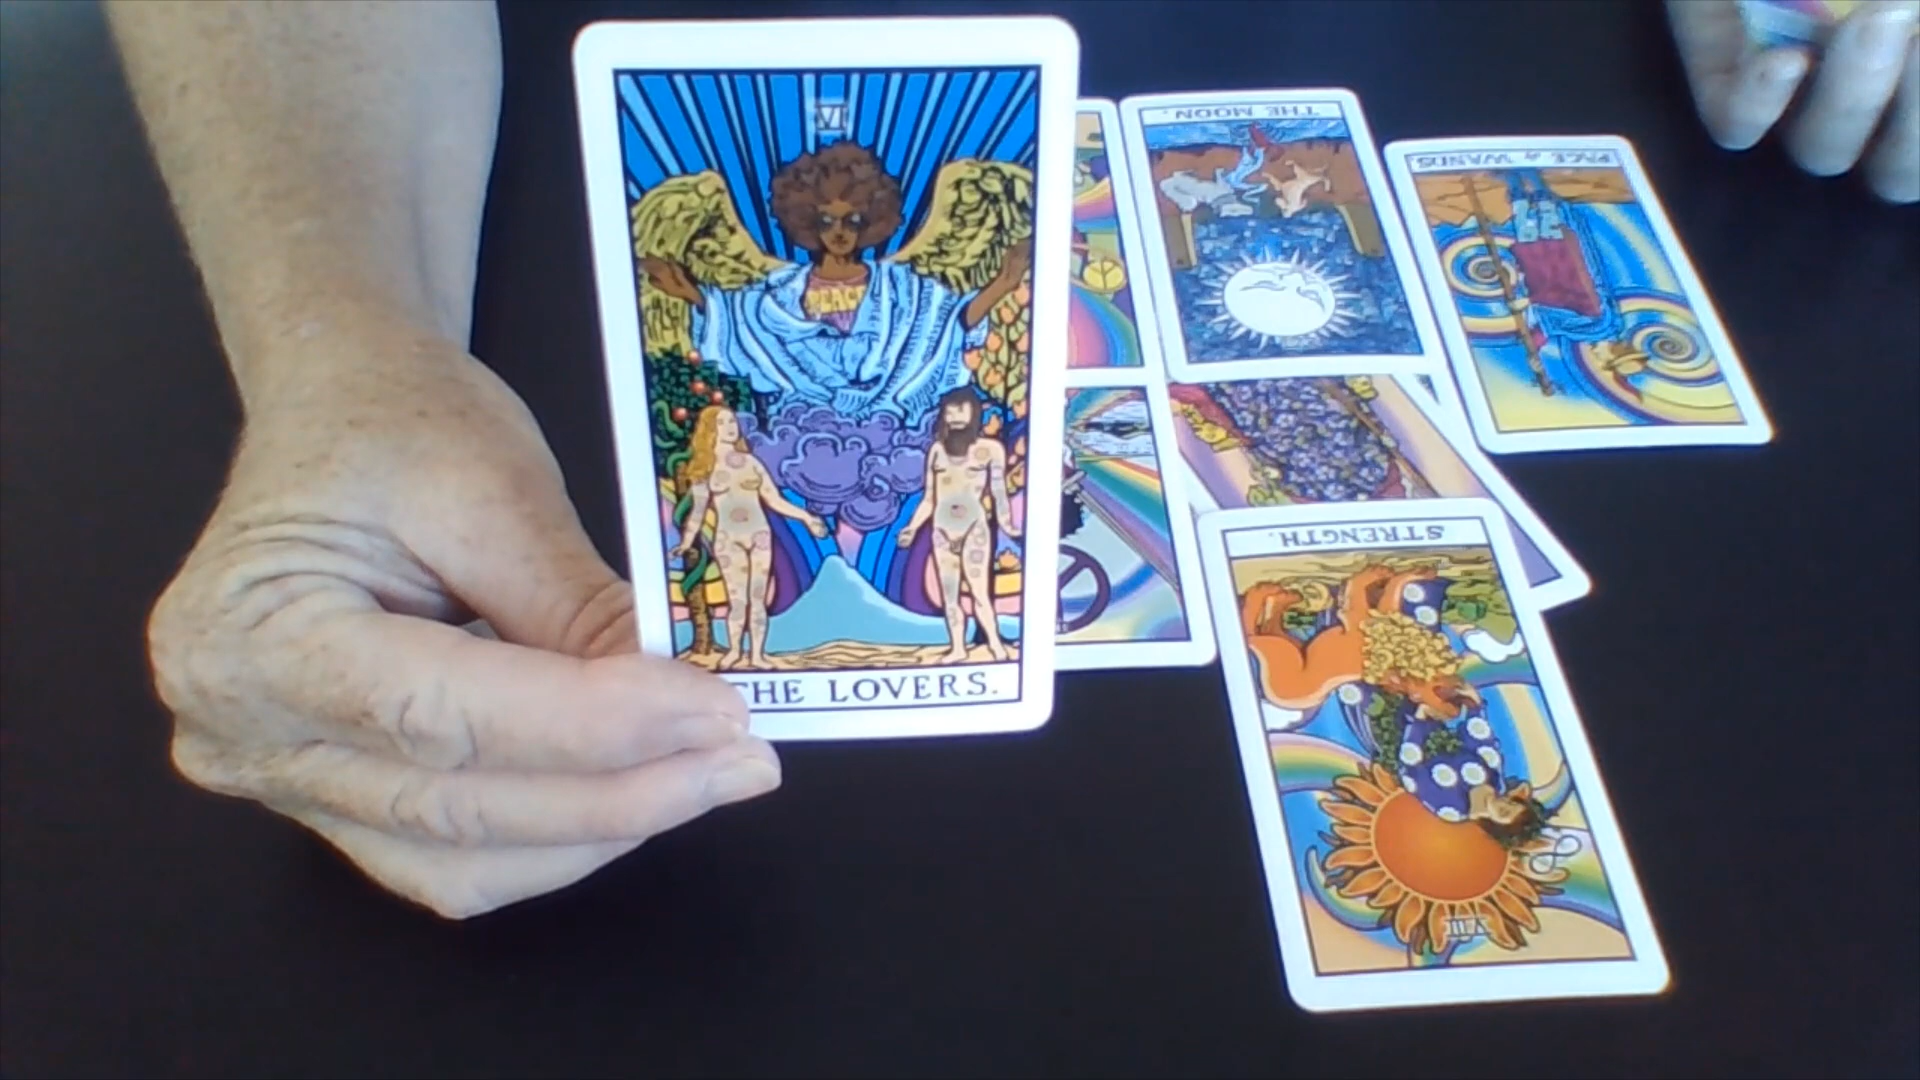 VI
PEACE
THE LOVERS.
THE MOON.
PAGE of WANDS.
STRENGTH.
VIII